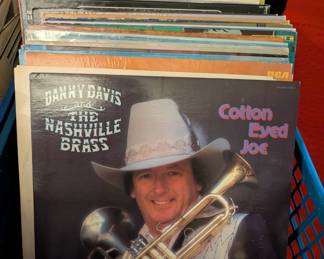 RCA
DANNY DAVIS
and
THE
NASHVILLE
BRASS
Cotton
Eyed
Joe